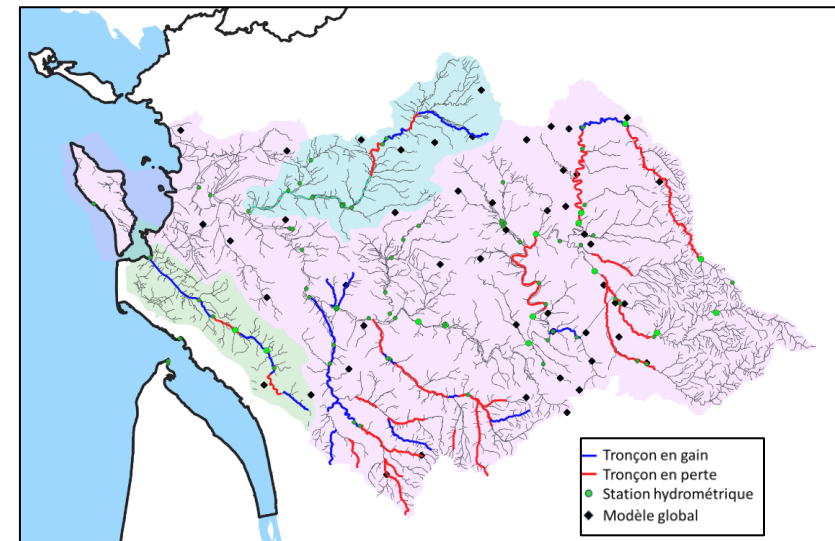 Tronçon en gain
Tronçon en perte
Station hydrométrique
Modèle global